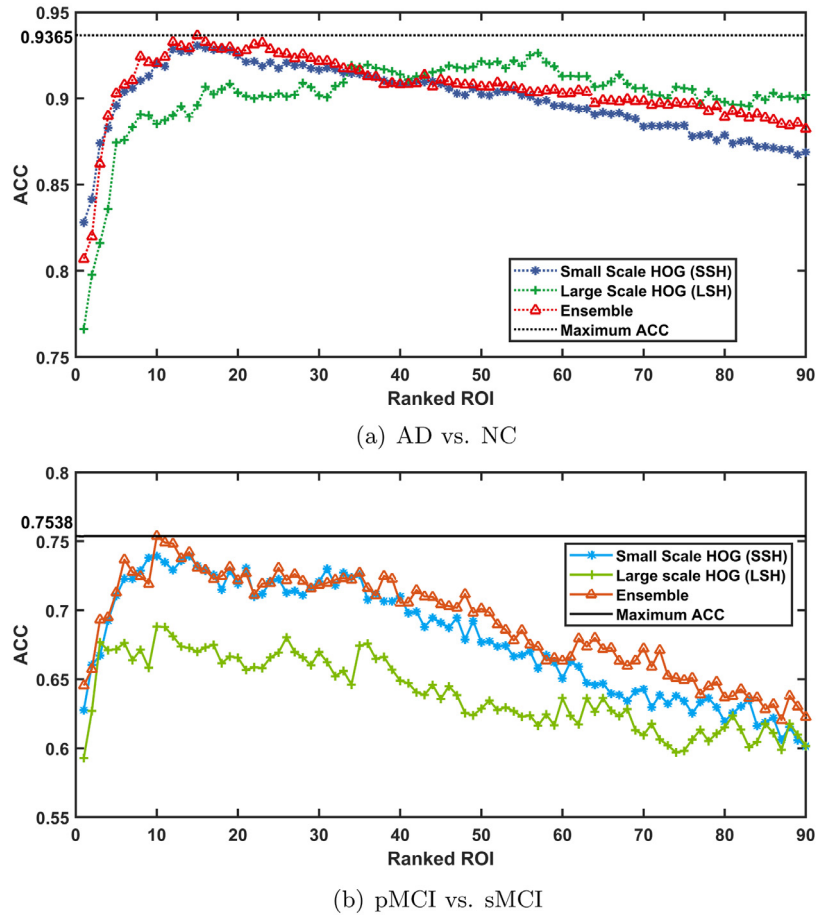 0.95
0.9365
0.9
0.85
0.8
0.75
ACC
Small Scale HOG (SSH)
Large Scale HOG (LSH)
Ensemble
Maximum ACC
0 10 20 30 40 50 60 70 80 90
Ranked ROI
(a) AD vs. NC
0.8
0.7538
0.75
0.7
0.65
0.6
0.55
ACC
Small Scale HOG (SSH)
Large scale HOG (LSH)
Ensemble
Maximum ACC
0 10 20 30 40 50 60 70 80 90
Ranked ROI
(b) pMCI vs. sMCI